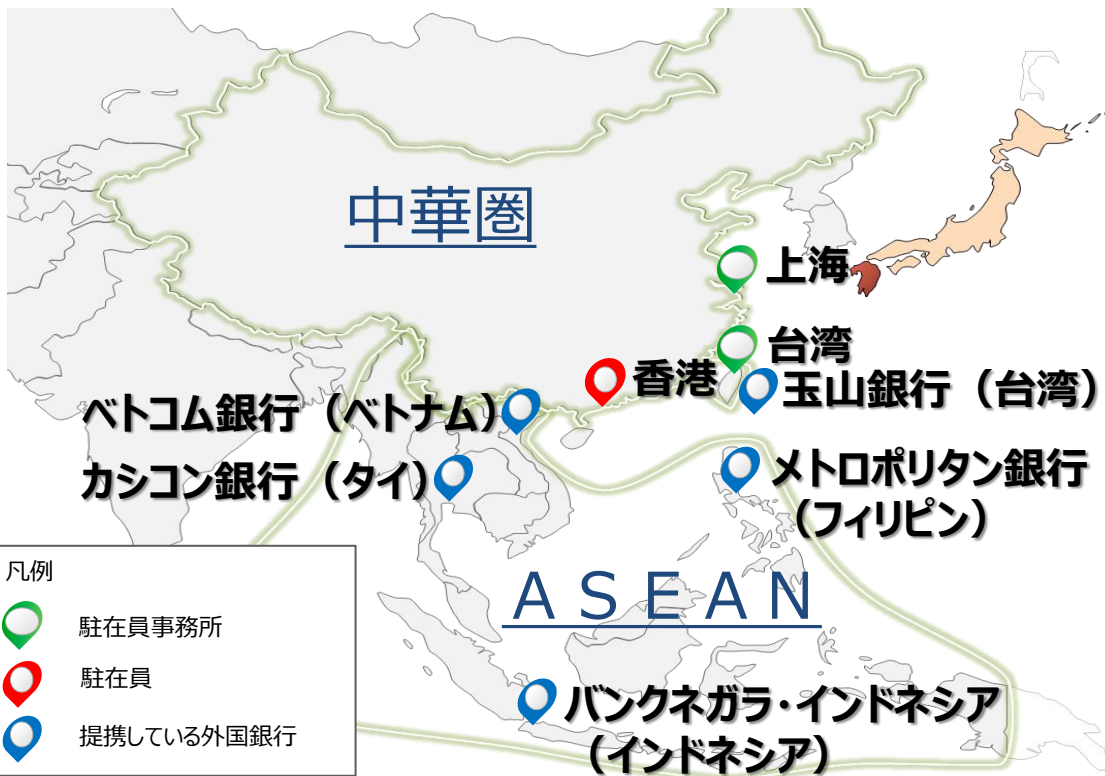 中華圏
上海
台湾
香港
玉山銀行（台湾）
ベトコム銀行（ベトナム）
カシコン銀行（タイ）
メトロポリタン銀行
（フィリピン）
ＡＳＥＡＮ
バンクネガラ・インドネシア
（インドネシア）
凡例
駐在員事務所
駐在員
提携している外国銀行